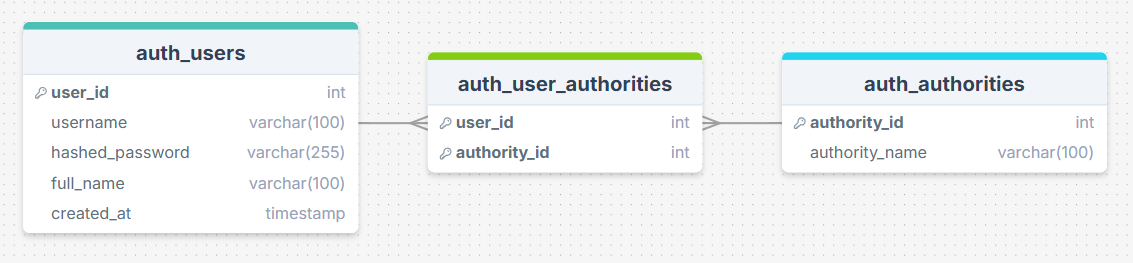 auth_users
user_id int
username varchar(100)
hashed_password varchar(255)
full_name varchar(100)
created_at timestamp
auth_user_authorities
user_id int
authority_id int
auth_authorities
authority_id int
authority_name varchar(100)